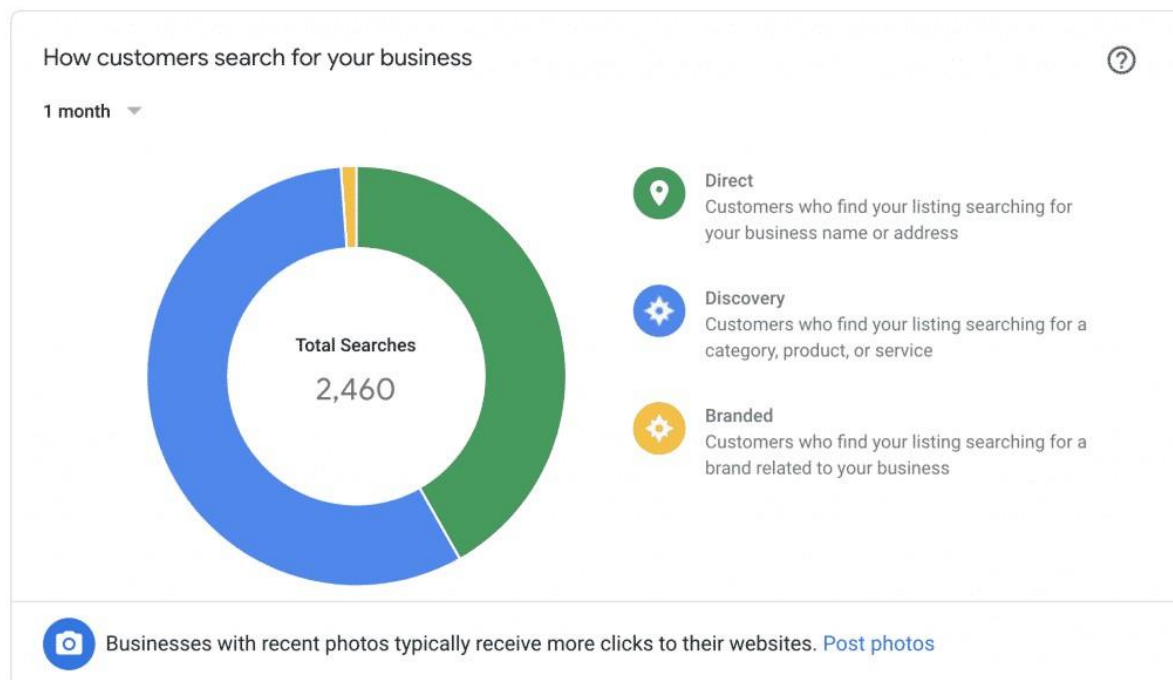 How customers search for your business
1 month
Total Searches
2,460
Direct
Customers who find your listing searching for
your business name or address
Discovery
Customers who find your listing searching for a
category, product, or service
Branded
Customers who find your listing searching for a
brand related to your business
Businesses with recent photos typically receive more clicks to their websites. Post photos